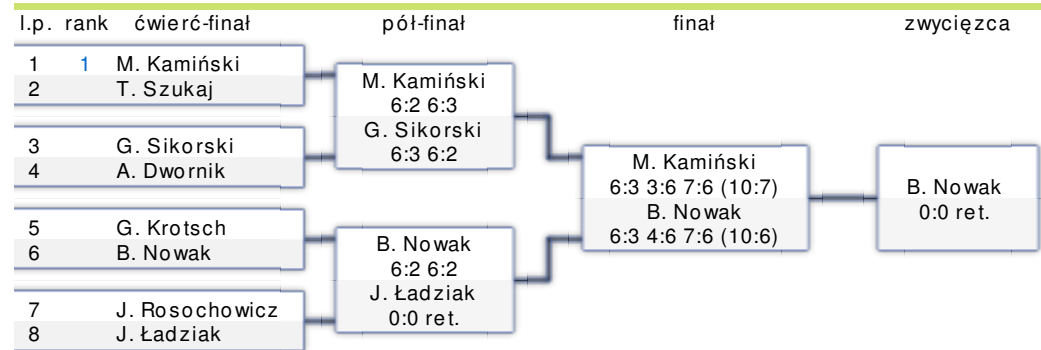 l.p. rank ćwierć-finał pół-finał finał zwycięzca
1 1 M. Kamiński
2 T. Szukaj
3 G. Sikorski
4 A. Dwornik
5 G. Krotsch
6 B. Nowak
7 J. Rosochowicz
8 J. Ładziak
M. Kamiński
6:2 6:3
G. Sikorski
6:3 6:2
B. Nowak
6:2 6:2
J. Ładziak
0:0 ret.
M. Kamiński
6:3 3:6 7:6 (10:7)
B. Nowak
6:3 4:6 7:6 (10:6)
B. Nowak
0:0 ret.